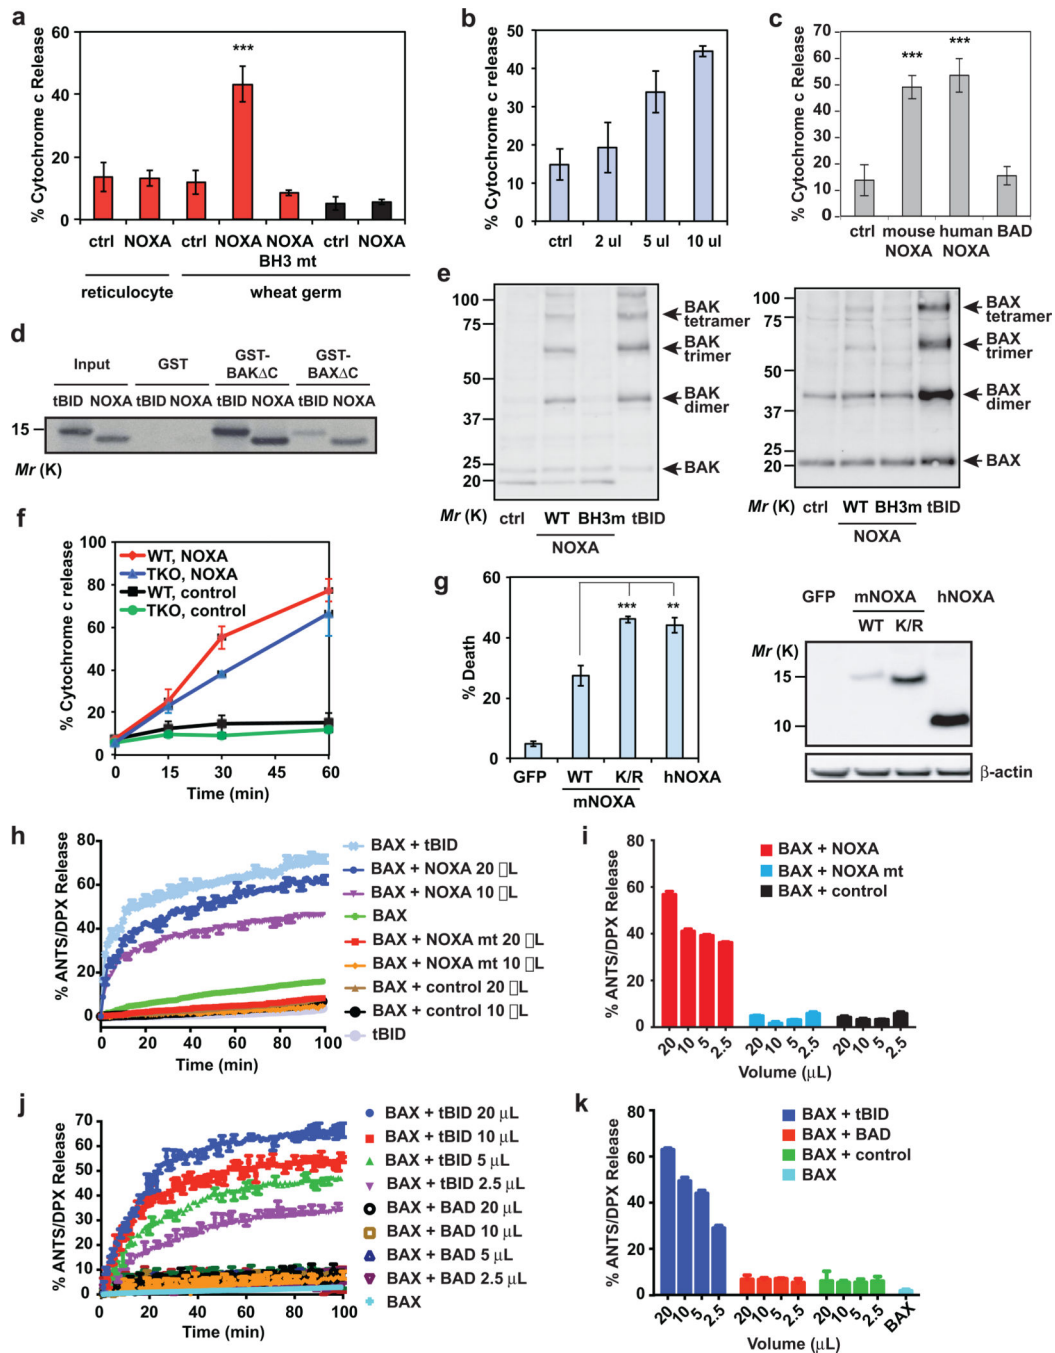 a
% Cytochrome c Release
60
40
20
0
***
ctrl NOXA ctrl NOXA NOXA ctrl NOXA
BH3 mt
reticulocyte wheat germ
b
% Cytochrome c release
50
45
40
35
30
25
20
15
10
5
0
ctrl 2 ul 5 ul 10 ul
c
% Cytochrome c Release
70
60
50
40
30
20
10
0
*** ***
ctrl mouse human BAD
NOXA NOXA
d
Input GST GST- GST-
BAKΔC BAXΔC
tBID NOXA tBID NOXA tBID NOXA tBID NOXA
15
Mr (K)
e
100
75
50
37
25
20
BAK
tetramer
BAK
trimer
BAK
dimer
BAK
Mr (K) ctrl WT BH3m tBID
NOXA
100
75
50
37
25
20
BAX
tetramer
BAX
trimer
BAX
dimer
BAX
Mr (K) ctrl WT BH3m tBID
NOXA
f
% Cytochrome c release
100
80
60
40
20
0
WT, NOXA
TKO, NOXA
WT, control
TKO, control
0 15 30 45 60
Time (min)
g
% Death
60
40
20
0
*** **
GFP WT K/R hNOXA
mNOXA
GFP mNOXA hNOXA
WT K/R
Mr (K)
15
10
β-actin
h
% ANTS/DPX Release
80
60
40
20
0
0 20 40 60 80 100
Time (min)
BAX + tBID
BAX + NOXA 20 □L
BAX + NOXA 10 □L
BAX
BAX + NOXA mt 20 □L
BAX + NOXA mt 10 □L
BAX + control 20 □L
BAX + control 10 □L
tBID
i
% ANTS/DPX Release
80
60
40
20
0
BAX + NOXA
BAX + NOXA mt
BAX + control
20 10 5 2.5 20 10 5 2.5 20 10 5 2.5
Volume (µL)
j
% ANTS/DPX Release
70
60
50
40
30
20
10
0
0 20 40 60 80 100
Time (min)
BAX + tBID 20 µL
BAX + tBID 10 µL
BAX + tBID 5 µL
BAX + tBID 2.5 µL
BAX + BAD 20 µL
BAX + BAD 10 µL
BAX + BAD 5 µL
BAX + BAD 2.5 µL
BAX
k
% ANTS/DPX Release
80
60
40
20
0
BAX + tBID
BAX + BAD
BAX + control
BAX
20 10 5 2.5 20 10 5 2.5 20 10 5 2.5 BAX
Volume (µL)